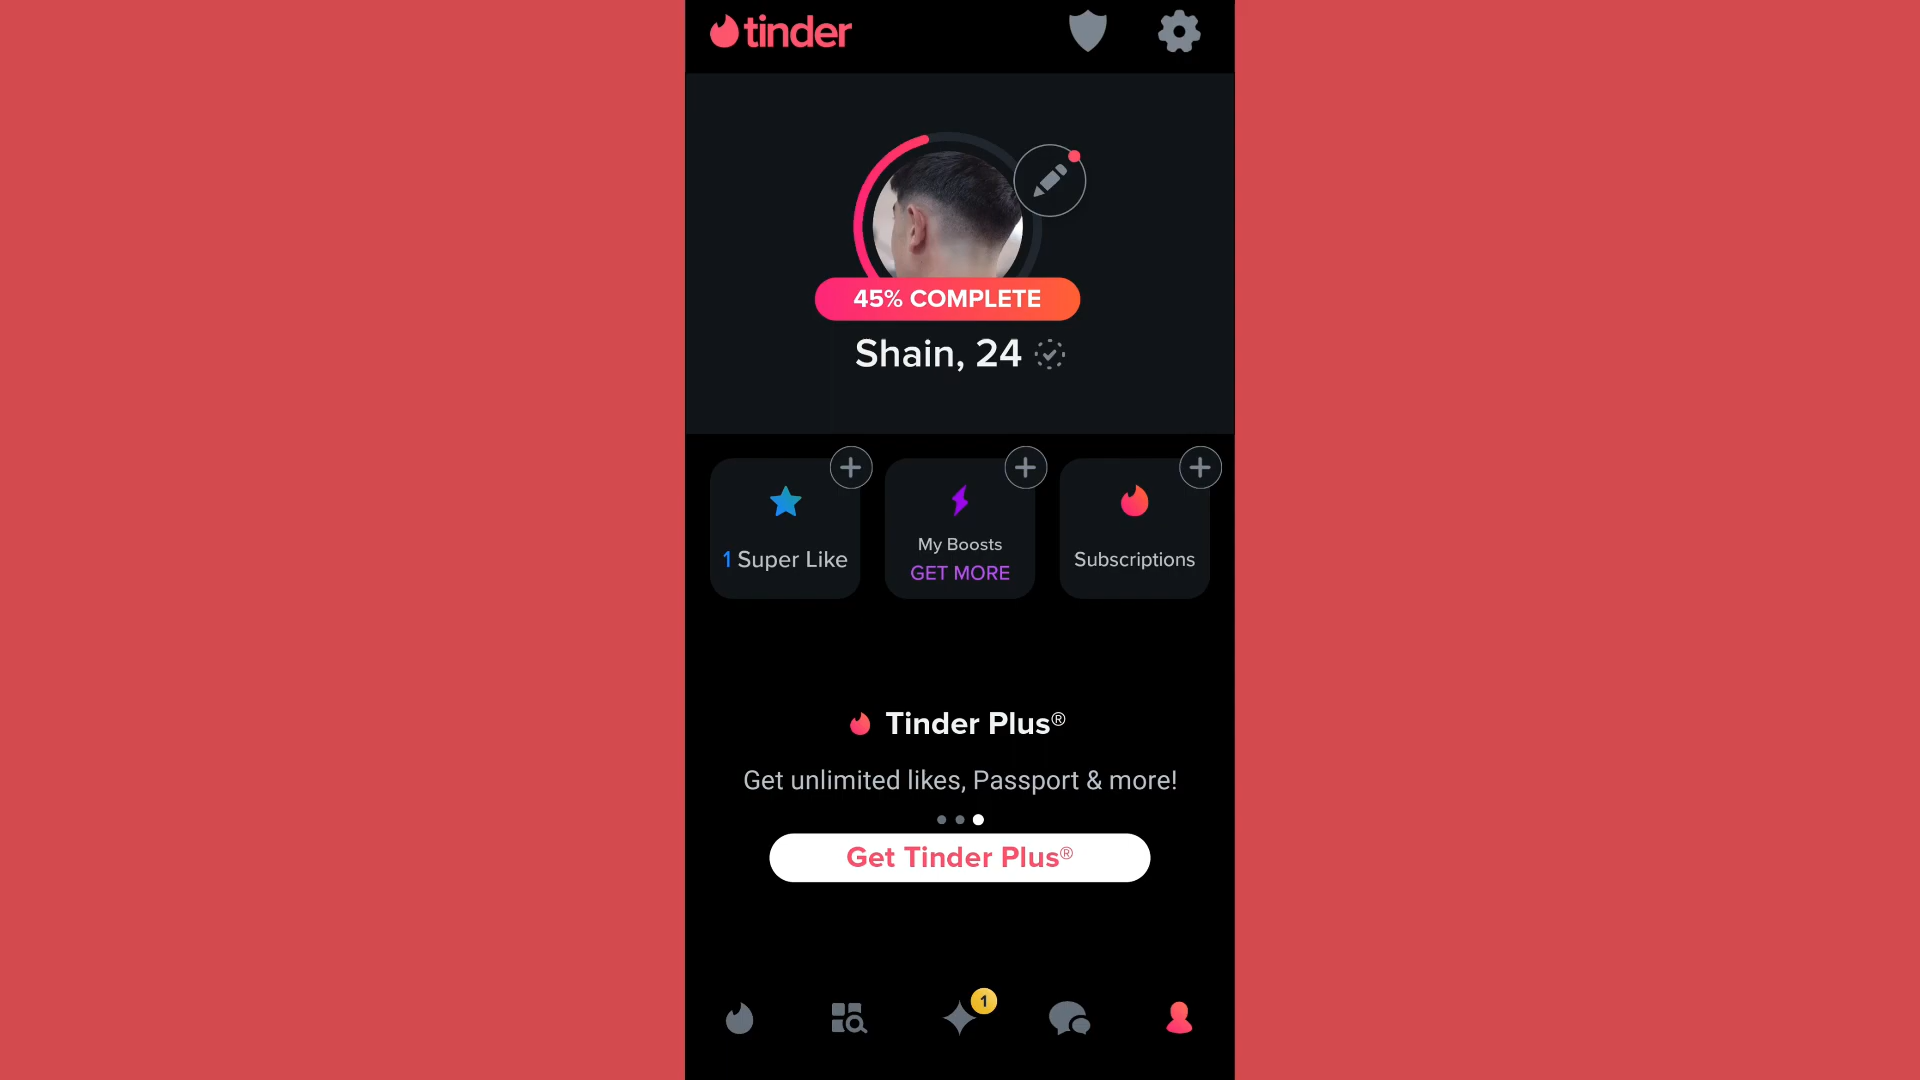 tinder
45% COMPLETE
Shain, 24
1 Super Like
My Boosts
GET MORE
Subscriptions
Tinder Plus®
Get unlimited likes, Passport & more!
Get Tinder Plus®
1